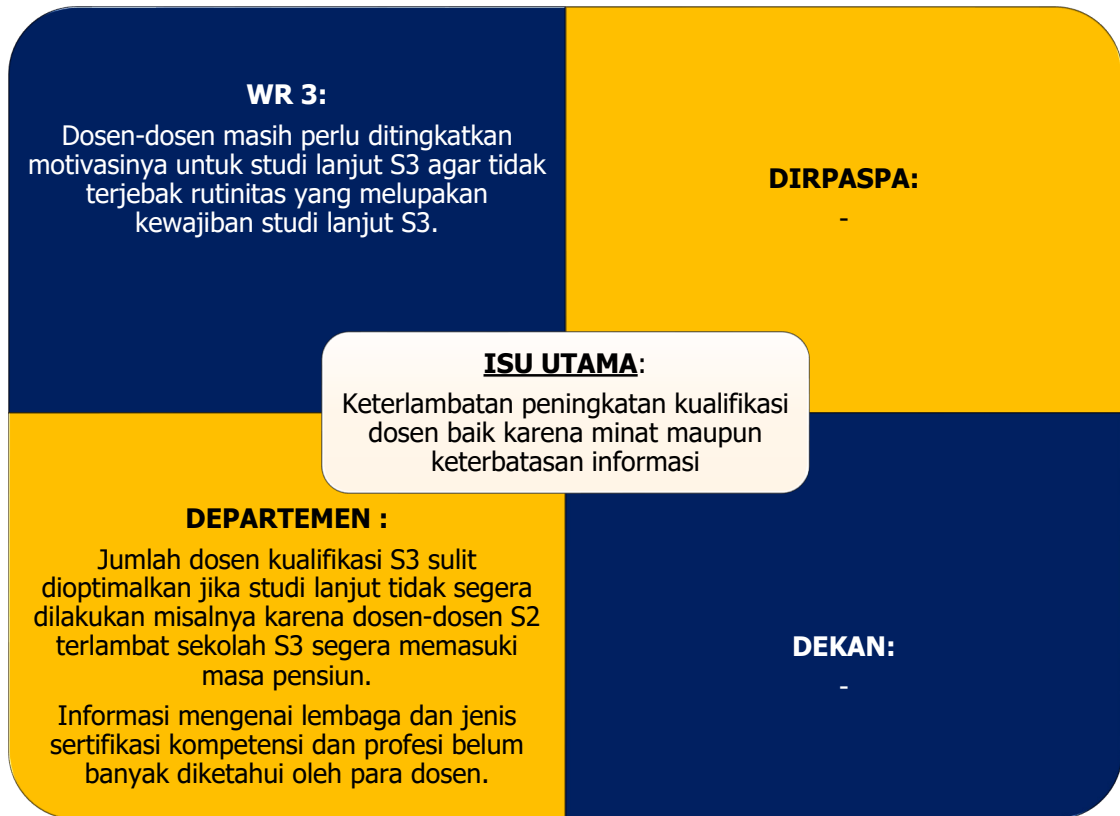 WR 3:
Dosen-dosen masih perlu ditingkatkan
motivasinya untuk studi lanjut S3 agar tidak
terjebak rutinitas yang melupakan
kewajiban studi lanjut S3.
DIRPASPA:
-
ISU UTAMA:
Keterlambatan peningkatan kualifikasi
dosen baik karena minat maupun
keterbatasan informasi
DEPARTEMEN :
Jumlah dosen kualifikasi S3 sulit
dioptimalkan jika studi lanjut tidak segera
dilakukan misalnya karena dosen-dosen S2
terlambat sekolah S3 segera memasuki
masa pensiun.
Informasi mengenai lembaga dan jenis
sertifikasi kompetensi dan profesi belum
banyak diketahui oleh para dosen.
DEKAN:
-